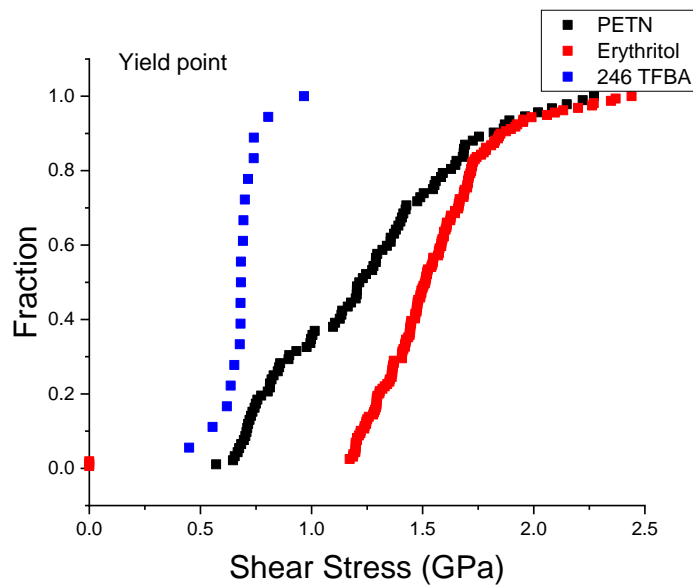 PETN
Erythritol
246 TFBA
Yield point
1.0
0.8
0.6
0.4
0.2
0.0
Fraction
0.0 0.5 1.0 1.5 2.0 2.5
Shear Stress (GPa)